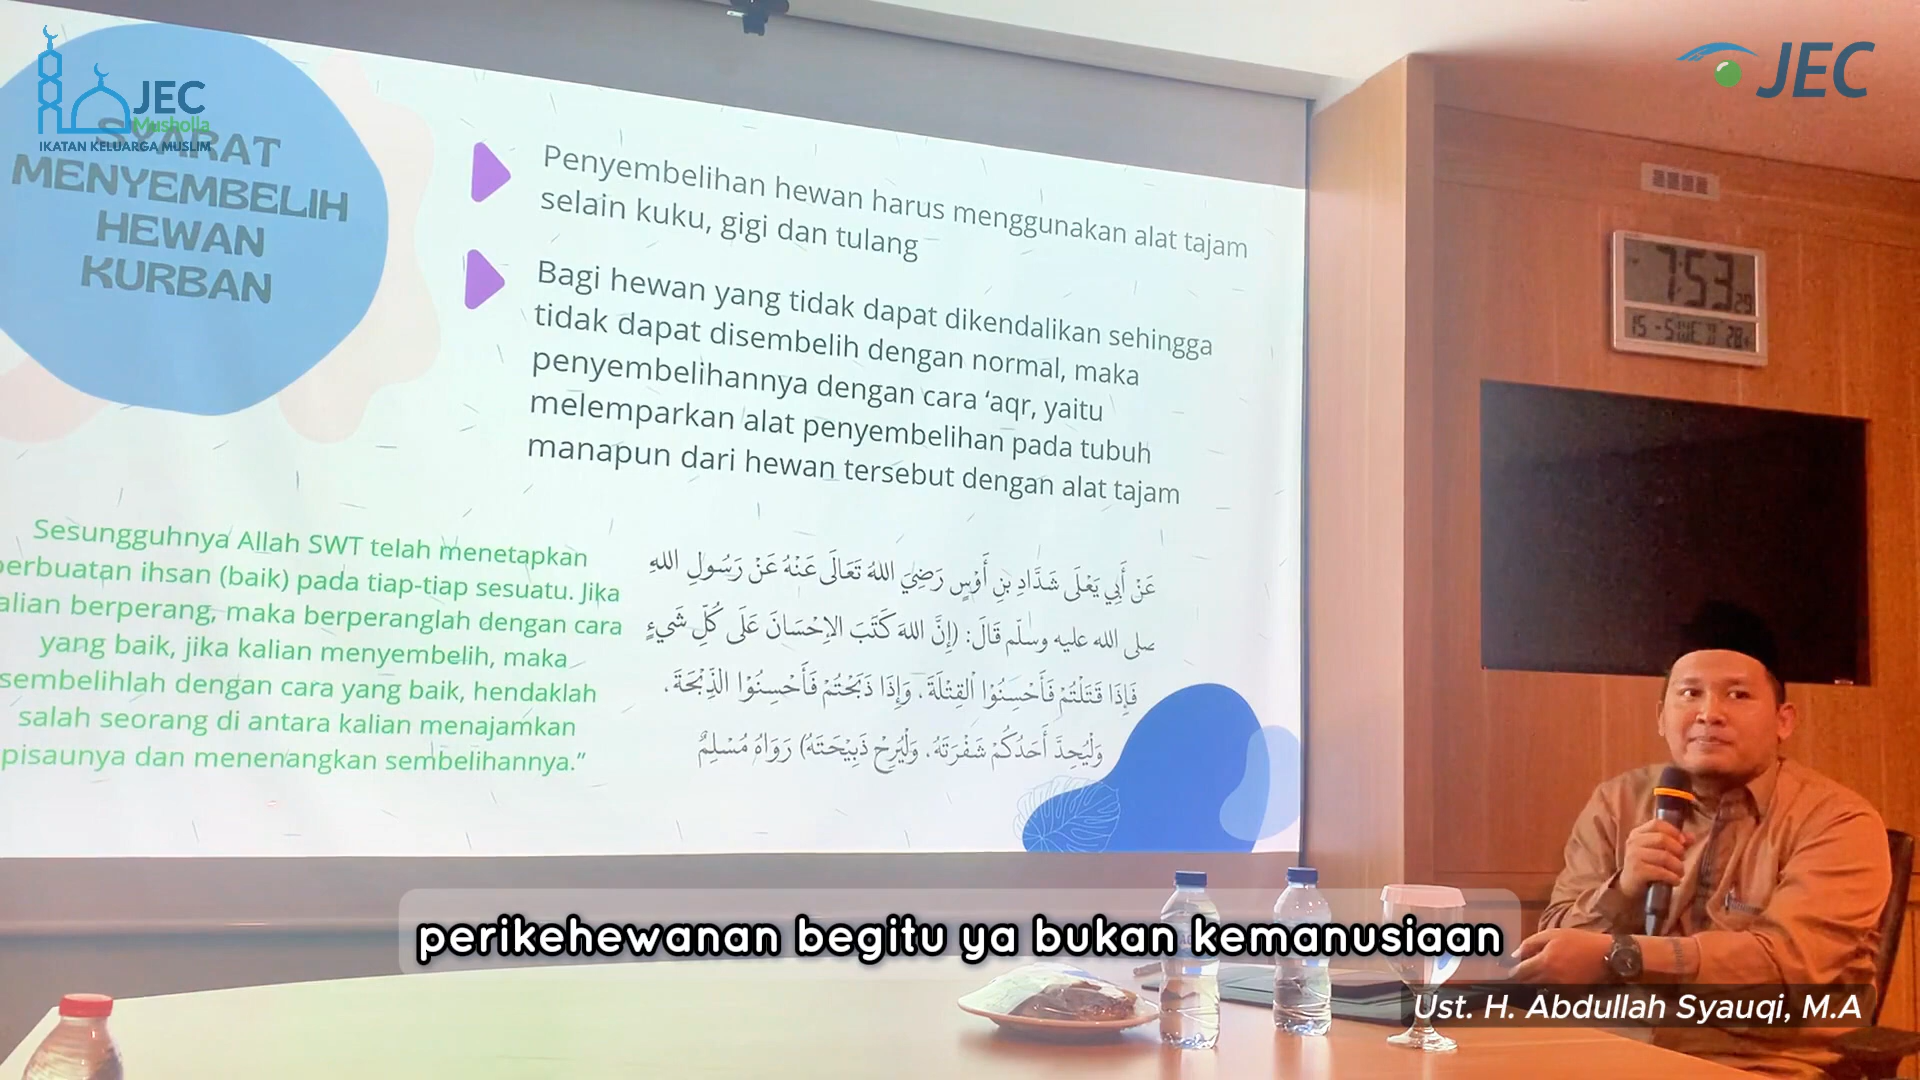 JEC
Musholla
IKATAN KELUARGA MUSLIM
JEC
SYARAT
MENYEMBELIH
HEWAN
KURBAN
Penyembelihan hewan harus menggunakan alat tajam
selain kuku, gigi dan tulang
Bagi hewan yang tidak dapat dikendalikan sehingga
tidak dapat disembelih dengan normal, maka
penyembelihannya dengan cara ‘aqr, yaitu
melemparkan alat penyembelihan pada tubuh
manapun dari hewan tersebut dengan alat tajam
Sesungguhnya Allah SWT telah menetapkan
perbuatan ihsan (baik) pada tiap-tiap sesuatu. Jika
alian berperang, maka berperanglah dengan cara
yang baik, jika kalian menyembelih, maka
sembelihlah dengan cara yang baik, hendaklah
salah seorang di antara kalian menajamkan
pisaunya dan menenangkan sembelihannya.”
عَنْ أَبِي يَعْلَى شَدَّادِ بنِ أَوْسٍ رَضِيَ اللهُ تَعَالَى عَنْهُ عَنْ رَسُولِ اللهِ
صلى الله عليه وسلّم قَالَ: (إِنَّ اللهَ كَتَبَ الإِحْسَانَ عَلَى كُلِّ شَيءٍ
فَإِذَا قَتَلْتُمْ فَأَحْسِنُوْا الْقِتْلَةَ، وَإِذَا ذَبَحْتُمْ فَأَحْسِنُوْا الذِّبْحَةَ،
وَلْيُحِدَّ أَحَدُكُمْ شَفْرَتَهُ، وَلْيُرِحْ ذَبِيْحَتَهُ) رَوَاهُ مُسْلِمٌ
7:53 29
perikehewanan begitu ya bukan kemanusiaan
Ust. H. Abdullah Syauqi, M.A